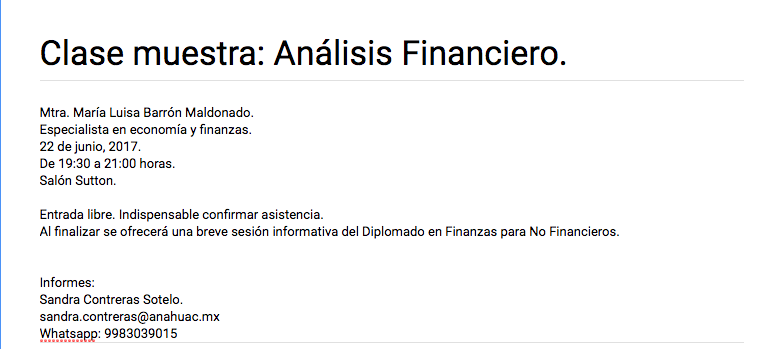 Clase muestra: Análisis Financiero.
Mtra. María Luisa Barrón Maldonado.
Especialista en economía y finanzas.
22 de junio, 2017.
De 19:30 a 21:00 horas.
Salón Sutton.
Entrada libre. Indispensable confirmar asistencia.
Al finalizar se ofrecerá una breve sesión informativa del Diplomado en Finanzas para No Financieros.
Informes:
Sandra Contreras Sotelo.
sandra.contreras@anahuac.mx
Whatsapp: 9983039015